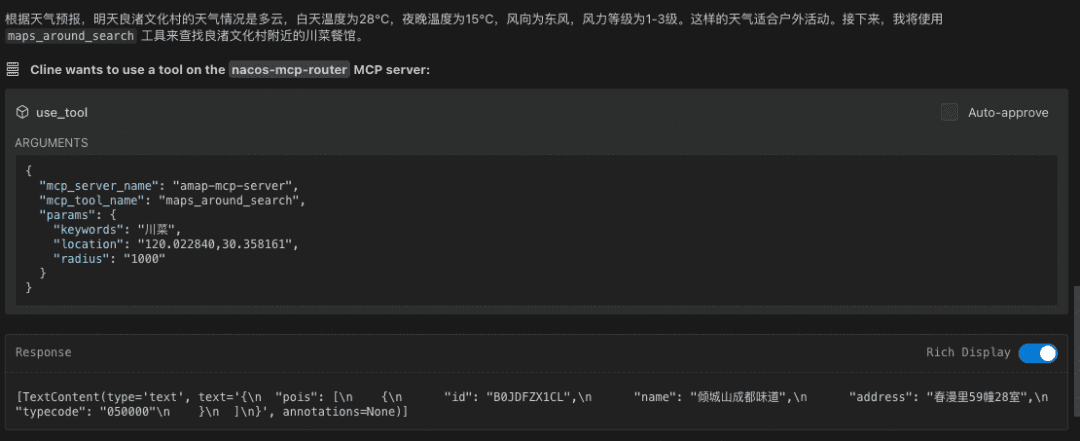 根据天气预报，明天良渚文化村的天气情况是多云，白天温度为28°C，夜晚温度为15°C，风向为东风，风力等级为1-3级。这样的天气适合户外活动。接下来，我将使用
maps_around_search 工具来查找良渚文化村附近的川菜餐馆。
Cline wants to use a tool on the nacos-mcp-router MCP server:
use_tool Auto-approve
ARGUMENTS
{
"mcp_server_name": "amap-mcp-server",
"mcp_tool_name": "maps_around_search",
"params": {
"keywords": "川菜",
"location": "120.022840,30.358161",
"radius": "1000"
}
}
Response Rich Display
[TextContent(type='text', text='{\n "pois": [\n {\n "id": "B0JDFZX1CL",\n "name": "倾城山成都味道",\n "address": "春漫里59幢28室",\n
"typecode": "050000"\n }\n ]\n}', annotations=None)]